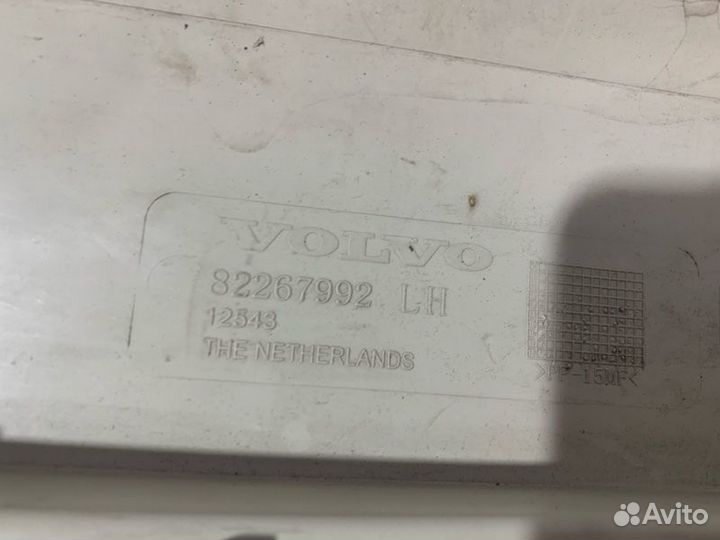 VOLVO
82267992 LH
12543
THE NETHERLANDS
>PP-15MF<
Avito